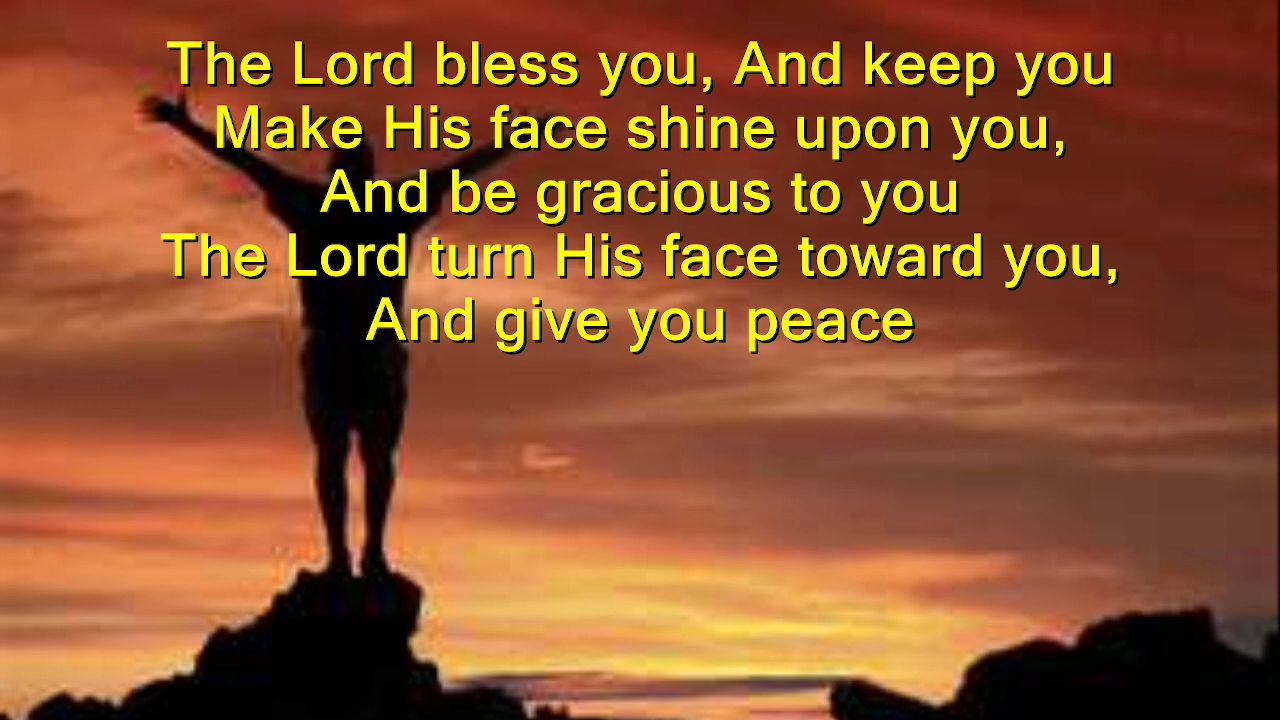 The Lord bless you, And keep you
Make His face shine upon you,
And be gracious to you
The Lord turn His face toward you,
And give you peace